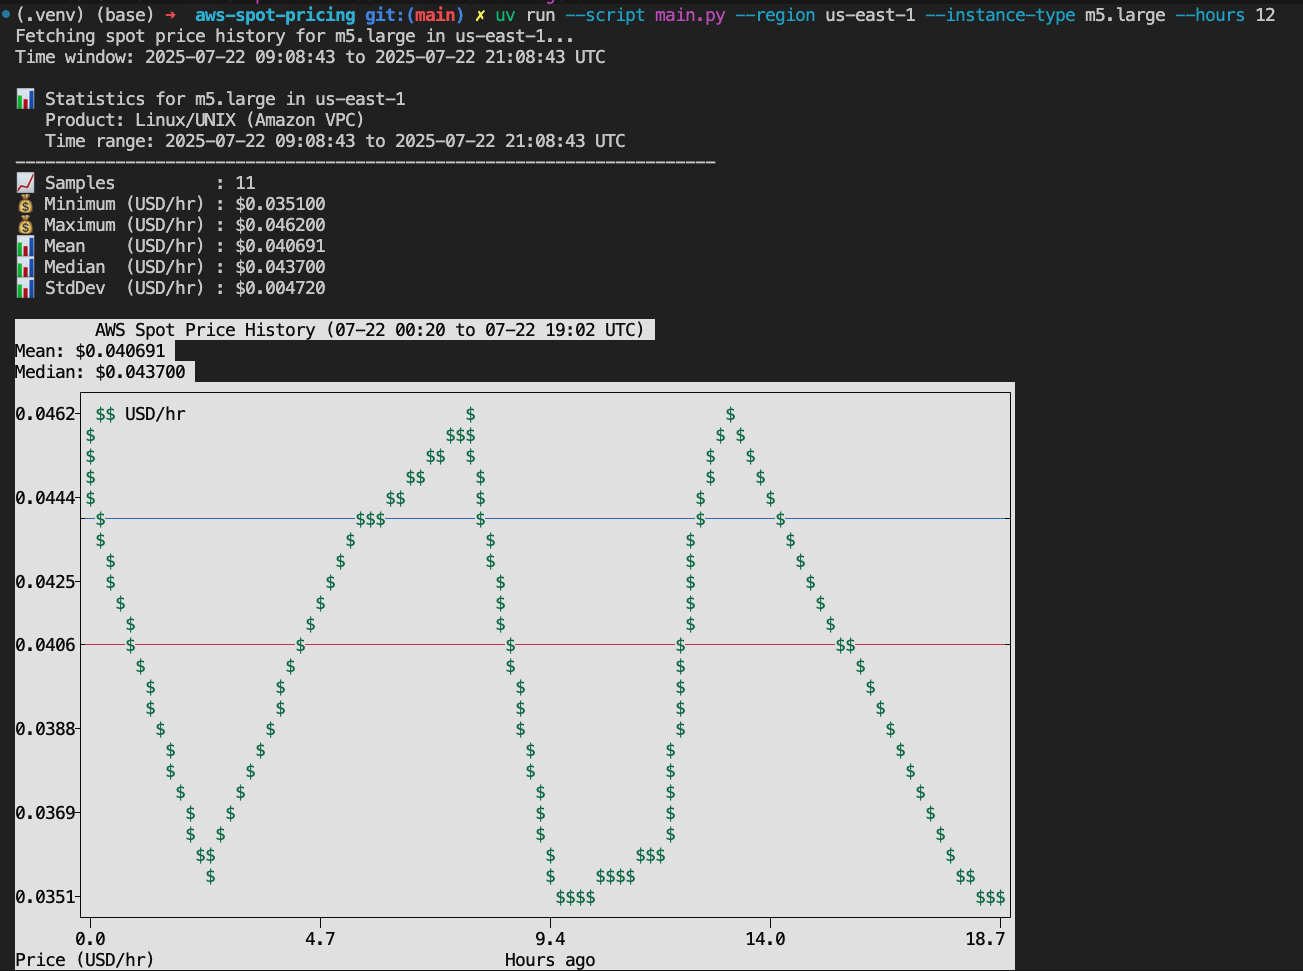 (.venv) (base) → aws-spot-pricing git:(main) ✗ uv run --script main.py --region us-east-1 --instance-type m5.large --hours 12
Fetching spot price history for m5.large in us-east-1...
Time window: 2025-07-22 09:08:43 to 2025-07-22 21:08:43 UTC
📊 Statistics for m5.large in us-east-1
Product: Linux/UNIX (Amazon VPC)
Time range: 2025-07-22 09:08:43 to 2025-07-22 21:08:43 UTC
📈 Samples : 11
💰 Minimum (USD/hr) : $0.035100
💰 Maximum (USD/hr) : $0.046200
📊 Mean (USD/hr) : $0.040691
📊 Median (USD/hr) : $0.043700
📊 StdDev (USD/hr) : $0.004720
AWS Spot Price History (07-22 00:20 to 07-22 19:02 UTC)
Mean: $0.040691
Median: $0.043700
$$ USD/hr
0.0462
0.0444
0.0425
0.0406
0.0388
0.0369
0.0351
0.0 4.7 9.4 14.0 18.7
Price (USD/hr) Hours ago